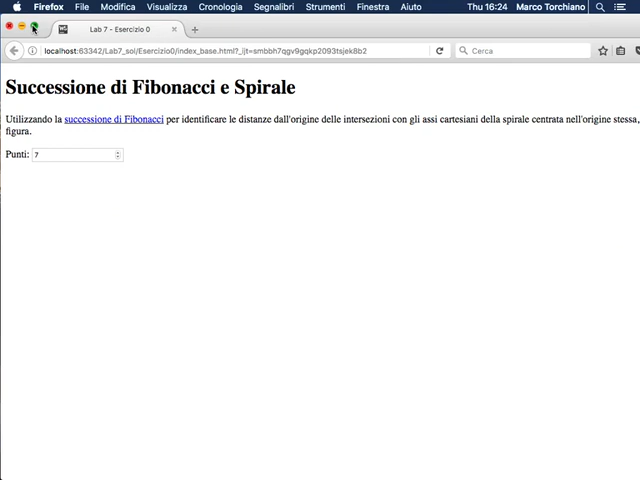 Firefox File Modifica Visualizza Cronologia Segnalibri Strumenti Finestra Aiuto Thu 16:24 Marco Torchiano
Lab 7 - Esercizio 0
localhost:63342/Lab7_sol/Esercizio0/index_base.html?_ijt=smbbh7qgv9gqkp2093tsjek8b2 Cerca
Successione di Fibonacci e Spirale
Utilizzando la successione di Fibonacci per identificare le distanze dall'origine delle intersezioni con gli assi cartesiani della spirale centrata nell'origine stessa,
figura.
Punti: 7